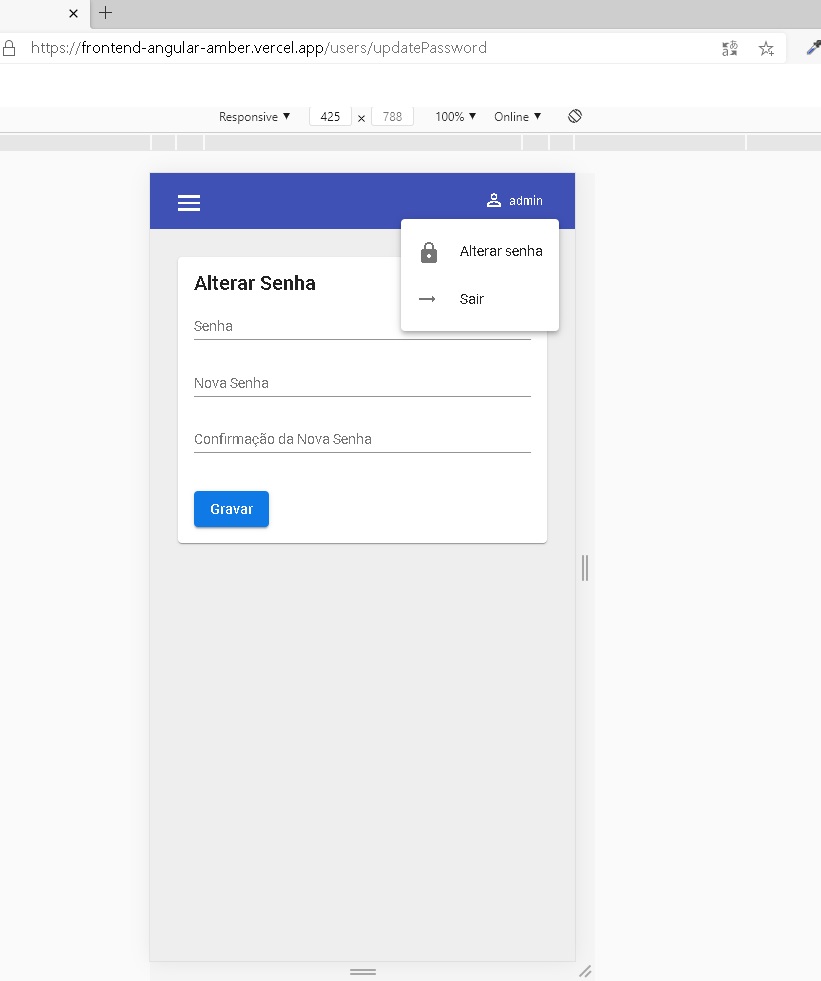 https://frontend-angular-amber.vercel.app/users/updatePassword
Responsive ▼ 425 × 788 100% ▼ Online ▼
admin
Alterar senha
Sair
Alterar Senha
Senha
Nova Senha
Confirmação da Nova Senha
Gravar